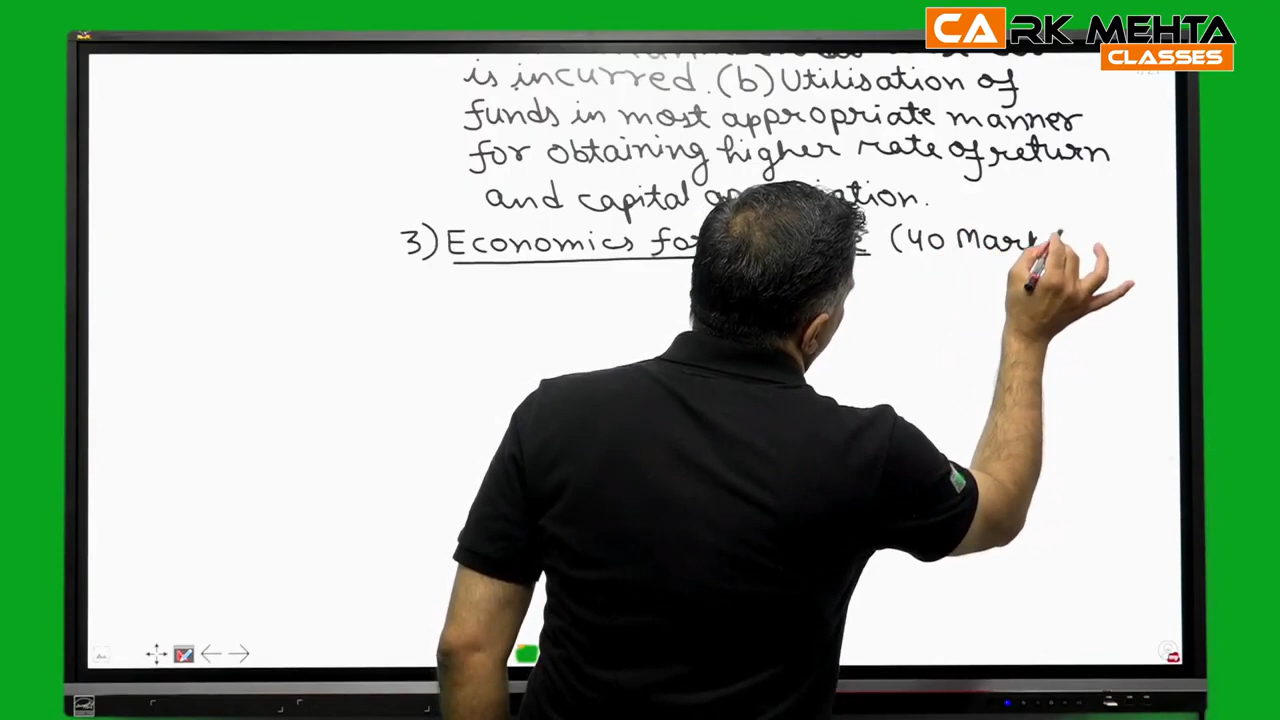 CA RK MEHTA
CLASSES
is incurred. (b) Utilisation of
funds in most appropriate manner
for obtaining higher rate of return
and capital
3) Economics for (40